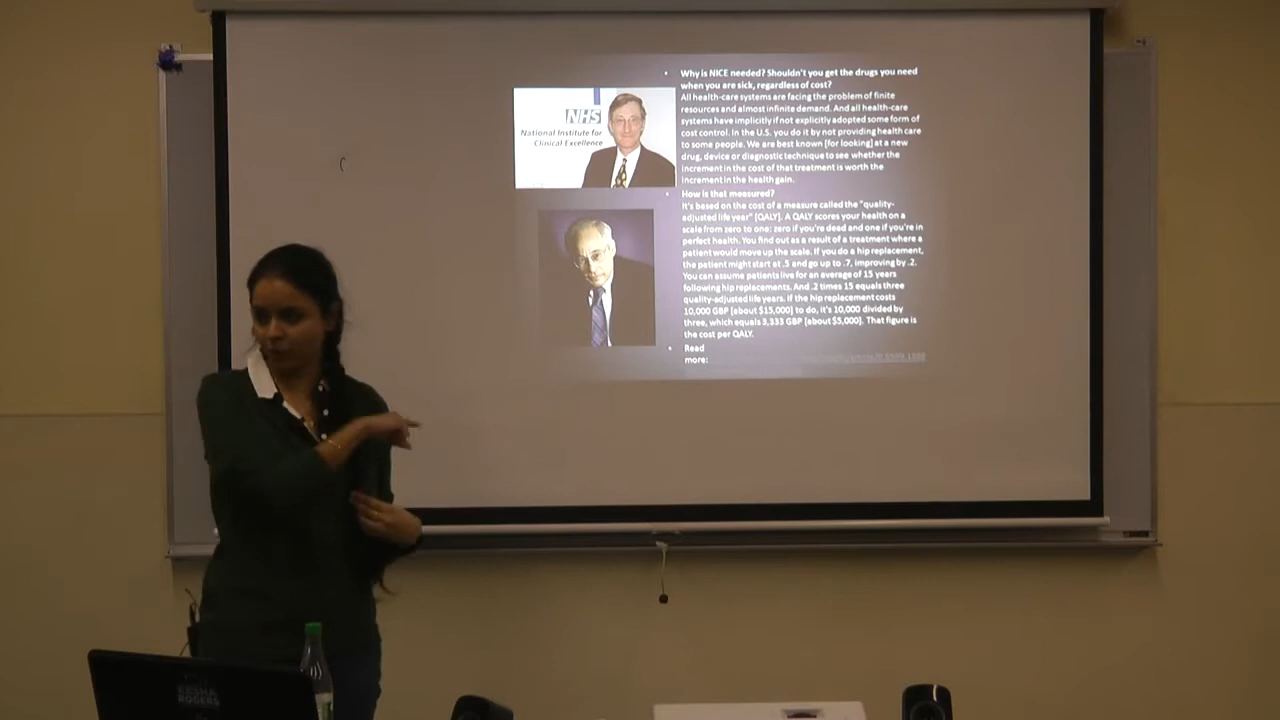 Why is NICE needed? Shouldn't you get the drugs you need
when you are sick, regardless of cost?
All health-care systems are facing the problem of finite
resources and almost infinite demand. And all health-care
systems have implicitly if not explicitly adopted some form of
cost control. In the U.S. you do it by not providing health care
to some people. We are best known [for looking] at a new
drug, device or diagnostic technique to see whether the
increment in the cost of that treatment is worth the
increment in the health gain.
NHS
National Institute for
Clinical Excellence
How is that measured?
It's based on the cost of a measure called the "quality-
adjusted life year" [QALY]. A QALY scores your health on a
scale from zero to one: zero if you're dead and one if you're in
perfect health. You find out as a result of a treatment where a
patient would move up the scale. If you do a hip replacement,
the patient might start at .5 and go up to .7, improving by .2.
You can assume patients live for an average of 15 years
following hip replacements. And .2 times 15 equals three
quality-adjusted life years. If the hip replacement costs
10,000 GBP [about $15,000] to do, it's 10,000 divided by
three, which equals 3,333 GBP [about $5,000]. That figure is
the cost per QALY.
Read
more:
KESHA
ROGERS